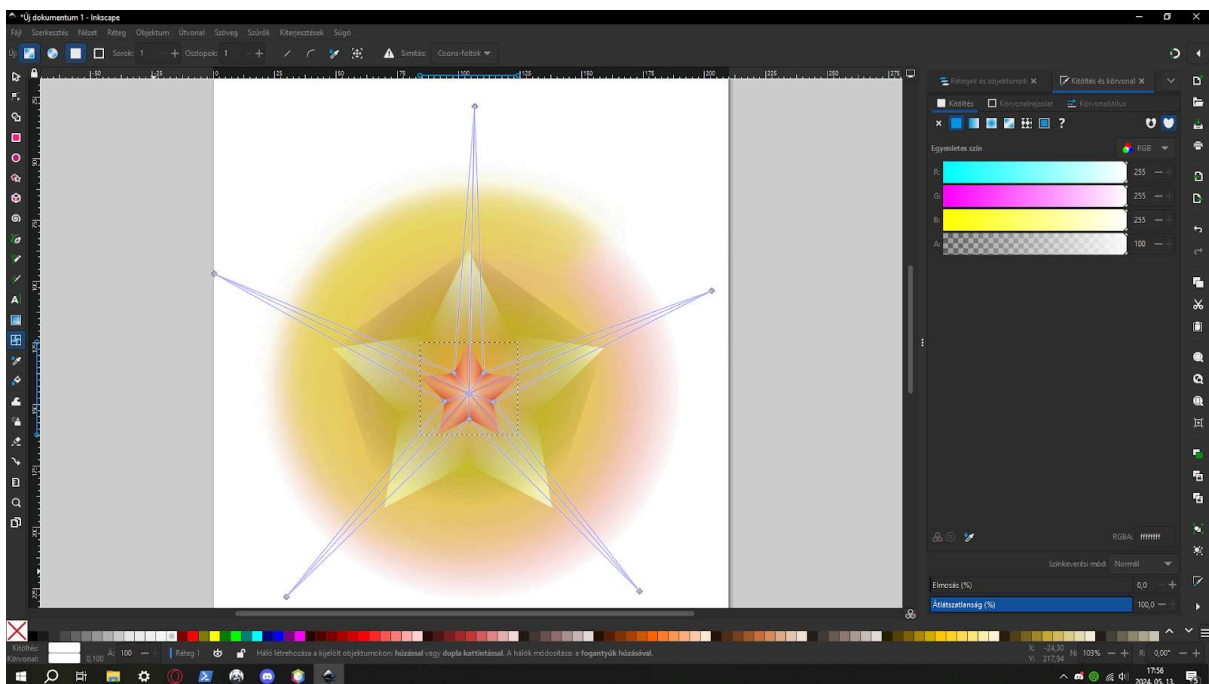 *Új dokumentum 1 - Inkscape
Fájl Szerkesztés Nézet Réteg Objektum Útvonal Szöveg Szűrők Kiterjesztések Súgó
Új: Sorok: 1 — + Oszlopok: 1 — + Simítás: Coons-foltok
Rétegek és objektumok × Kitöltés és körvonal ×
Kitöltés Körvonalrajzolat Körvonalstílus
?
Egyenletes szín RGB
R: 255 — +
G: 255 — +
B: 255 — +
A: 100 — +
RGBA: ffffffff
Színkeverési mód: Normál
Elmosás (%) 0,0 — +
Átlátszatlanság (%) 100,0 — +
Kitöltés: Á: 100 — + Réteg 1 Háló létrehozása a kijelölt objektumokon: húzással vagy dupla kattintással. A hálók módosítása: a fogantyúk húzásával. X: -24,30 N: 103% — + R: 0,00° — +
Körvonal: 0,100 Y: 217,94
17:56
2024. 05. 13.